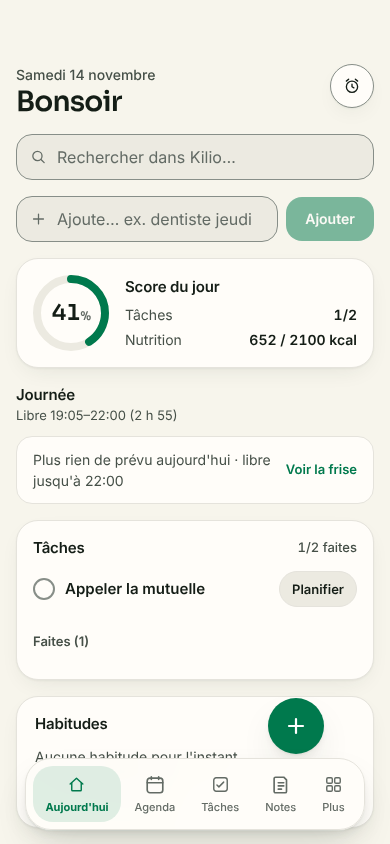 Samedi 14 novembre
Bonsoir
Rechercher dans Kilio...
Ajoute... ex. dentiste jeudi
Ajouter
41%
Score du jour
Tâches 1/2
Nutrition 652 / 2100 kcal
Journée
Libre 19:05–22:00 (2 h 55)
Plus rien de prévu aujourd'hui · libre
jusqu'à 22:00
Voir la frise
Tâches
1/2 faites
Appeler la mutuelle
Planifier
Faites (1)
Habitudes
Aucune habitude pour l'instant
Aujourd'hui
Agenda
Tâches
Notes
Plus